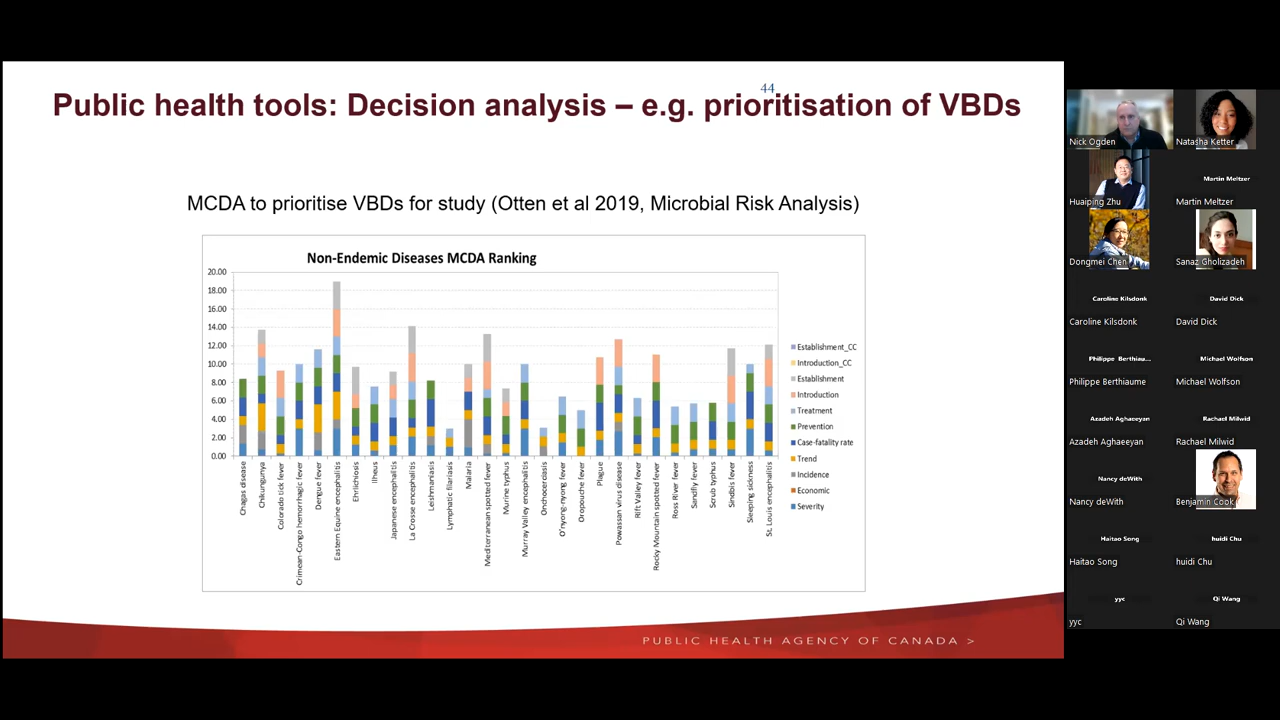 44
Public health tools: Decision analysis – e.g. prioritisation of VBDs
MCDA to prioritise VBDs for study (Otten et al 2019, Microbial Risk Analysis)
Non-Endemic Diseases MCDA Ranking
20.00
18.00
16.00
14.00
12.00
10.00
8.00
6.00
4.00
2.00
0.00
Chagas disease
Chikungunya
Colorado tick fever
Crimean-Congo hemorrhagic fever
Dengue fever
Eastern Equine encephalitis
Ehrlichiosis
Ilheus
Japanese encephalitis
La Crosse encephalitis
Leishmaniasis
Lymphatic filariasis
Malaria
Mediterranean spotted fever
Murine typhus
Murray Valley encephalitis
Onchocerciasis
O'nyong-nyong fever
Oropouche fever
Plague
Powassan virus disease
Rift Valley fever
Rocky Mountain spotted fever
Ross River fever
Sandfly fever
Scrub typhus
Sindbis fever
Sleeping sickness
St. Louis encephalitis
Establishment_CC
Introduction_CC
Establishment
Introduction
Treatment
Prevention
Case-fatality rate
Trend
Incidence
Economic
Severity
PUBLIC HEALTH AGENCY OF CANADA >
Nick Ogden
Natasha Ketter
Huaiping Zhu
Martin Meltzer
Martin Meltzer
Dongmei Chen
Sanaz Gholizadeh
Caroline Kilsdonk
David Dick
Caroline Kilsdonk
David Dick
Philippe Berthiau...
Michael Wolfson
Philippe Berthiaume
Michael Wolfson
Azadeh Aghaeeyan
Rachael Milwid
Azadeh Aghaeeyan
Rachael Milwid
Nancy deWith
Nancy deWith
Benjamin Cook
Haitao Song
huidi Chu
Haitao Song
huidi Chu
yyc
Qi Wang
yyc
Qi Wang